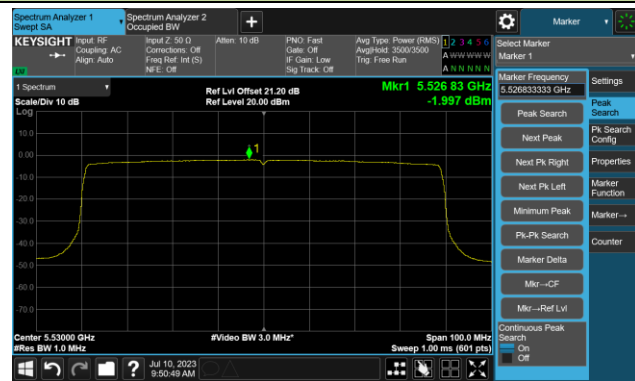 Spectrum Analyzer 1
Swept SA
Spectrum Analyzer 2
Occupied BW
+
Marker
KEYSIGHT
Input: RF
Coupling: AC
Align: Auto
Input Z: 50 Ω
Corrections: Off
Freq Ref: Int (S)
NFE: Off
Atten: 10 dB
PNO: Fast
Gate: Off
IF Gain: Low
Sig Track: Off
Avg Type: Power (RMS)
Avg|Hold: 3500/3500
Trig: Free Run
1 2 3 4 5 6
A W W W W W
A N N N N N
LXI
Select Marker
Marker 1
1 Spectrum
Scale/Div 10 dB
Log
Ref Lvl Offset 21.20 dB
Ref Level 20.00 dBm
Mkr1 5.526 83 GHz
-1.997 dBm
10.0
0.00
-10.0
-20.0
-30.0
-40.0
-50.0
-60.0
-70.0
1
Center 5.53000 GHz
#Res BW 1.0 MHz
#Video BW 3.0 MHz*
Span 100.0 MHz
Sweep 1.00 ms (601 pts)
Marker Frequency
5.526833333 GHz
Peak Search
Next Peak
Next Pk Right
Next Pk Left
Minimum Peak
Pk-Pk Search
Marker Delta
Mkr→CF
Mkr→Ref Lvl
Continuous Peak
Search
On
Off
Settings
Peak
Search
Pk Search
Config
Properties
Marker
Function
Marker→
Counter
?
Jul 10, 2023
9:50:49 AM